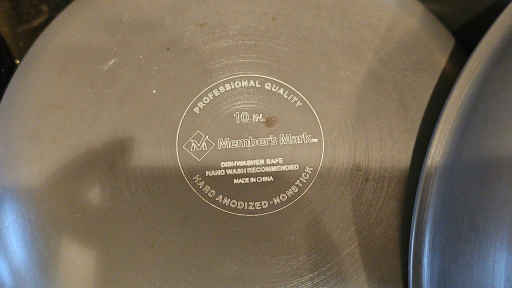 PROFESSIONAL QUALITY
10 IN.
Member's Mark
DISHWASHER SAFE
HAND WASH RECOMMENDED
MADE IN CHINA
HARD ANODIZED • NONSTICK